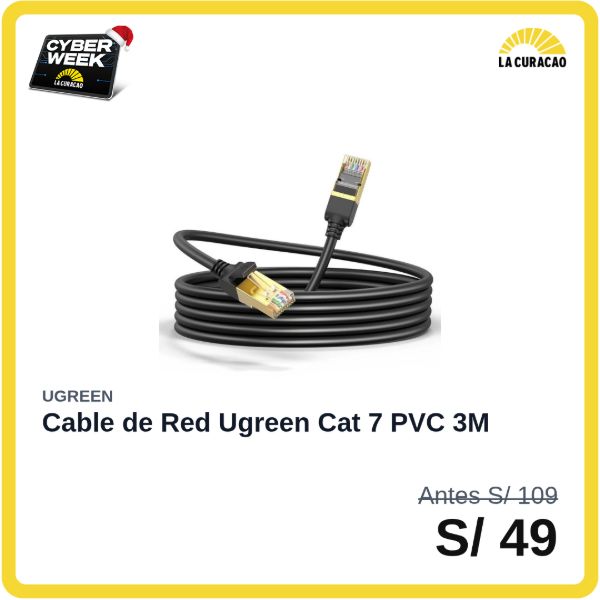 CYBER
WEEK
LA CURACAO
LA CURACAO
UGREEN
Cable de Red Ugreen Cat 7 PVC 3M
Antes S/ 109
S/ 49